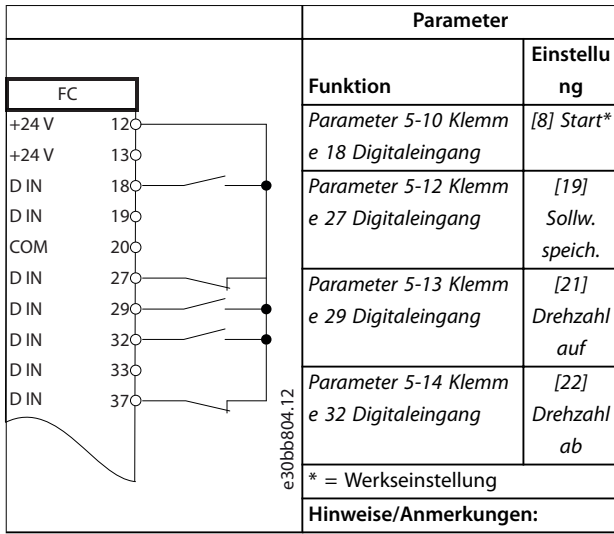 Parameter
Funktion
Einstellu
ng
FC
+24 V 12
+24 V 13
D IN 18
D IN 19
COM 20
D IN 27
D IN 29
D IN 32
D IN 33
D IN 37
e30bb804.12
Parameter 5-10 Klemm
e 18 Digitaleingang
[8] Start*
Parameter 5-12 Klemm
e 27 Digitaleingang
[19]
Sollw.
speich.
Parameter 5-13 Klemm
e 29 Digitaleingang
[21]
Drehzahl
auf
Parameter 5-14 Klemm
e 32 Digitaleingang
[22]
Drehzahl
ab
* = Werkseinstellung
Hinweise/Anmerkungen: